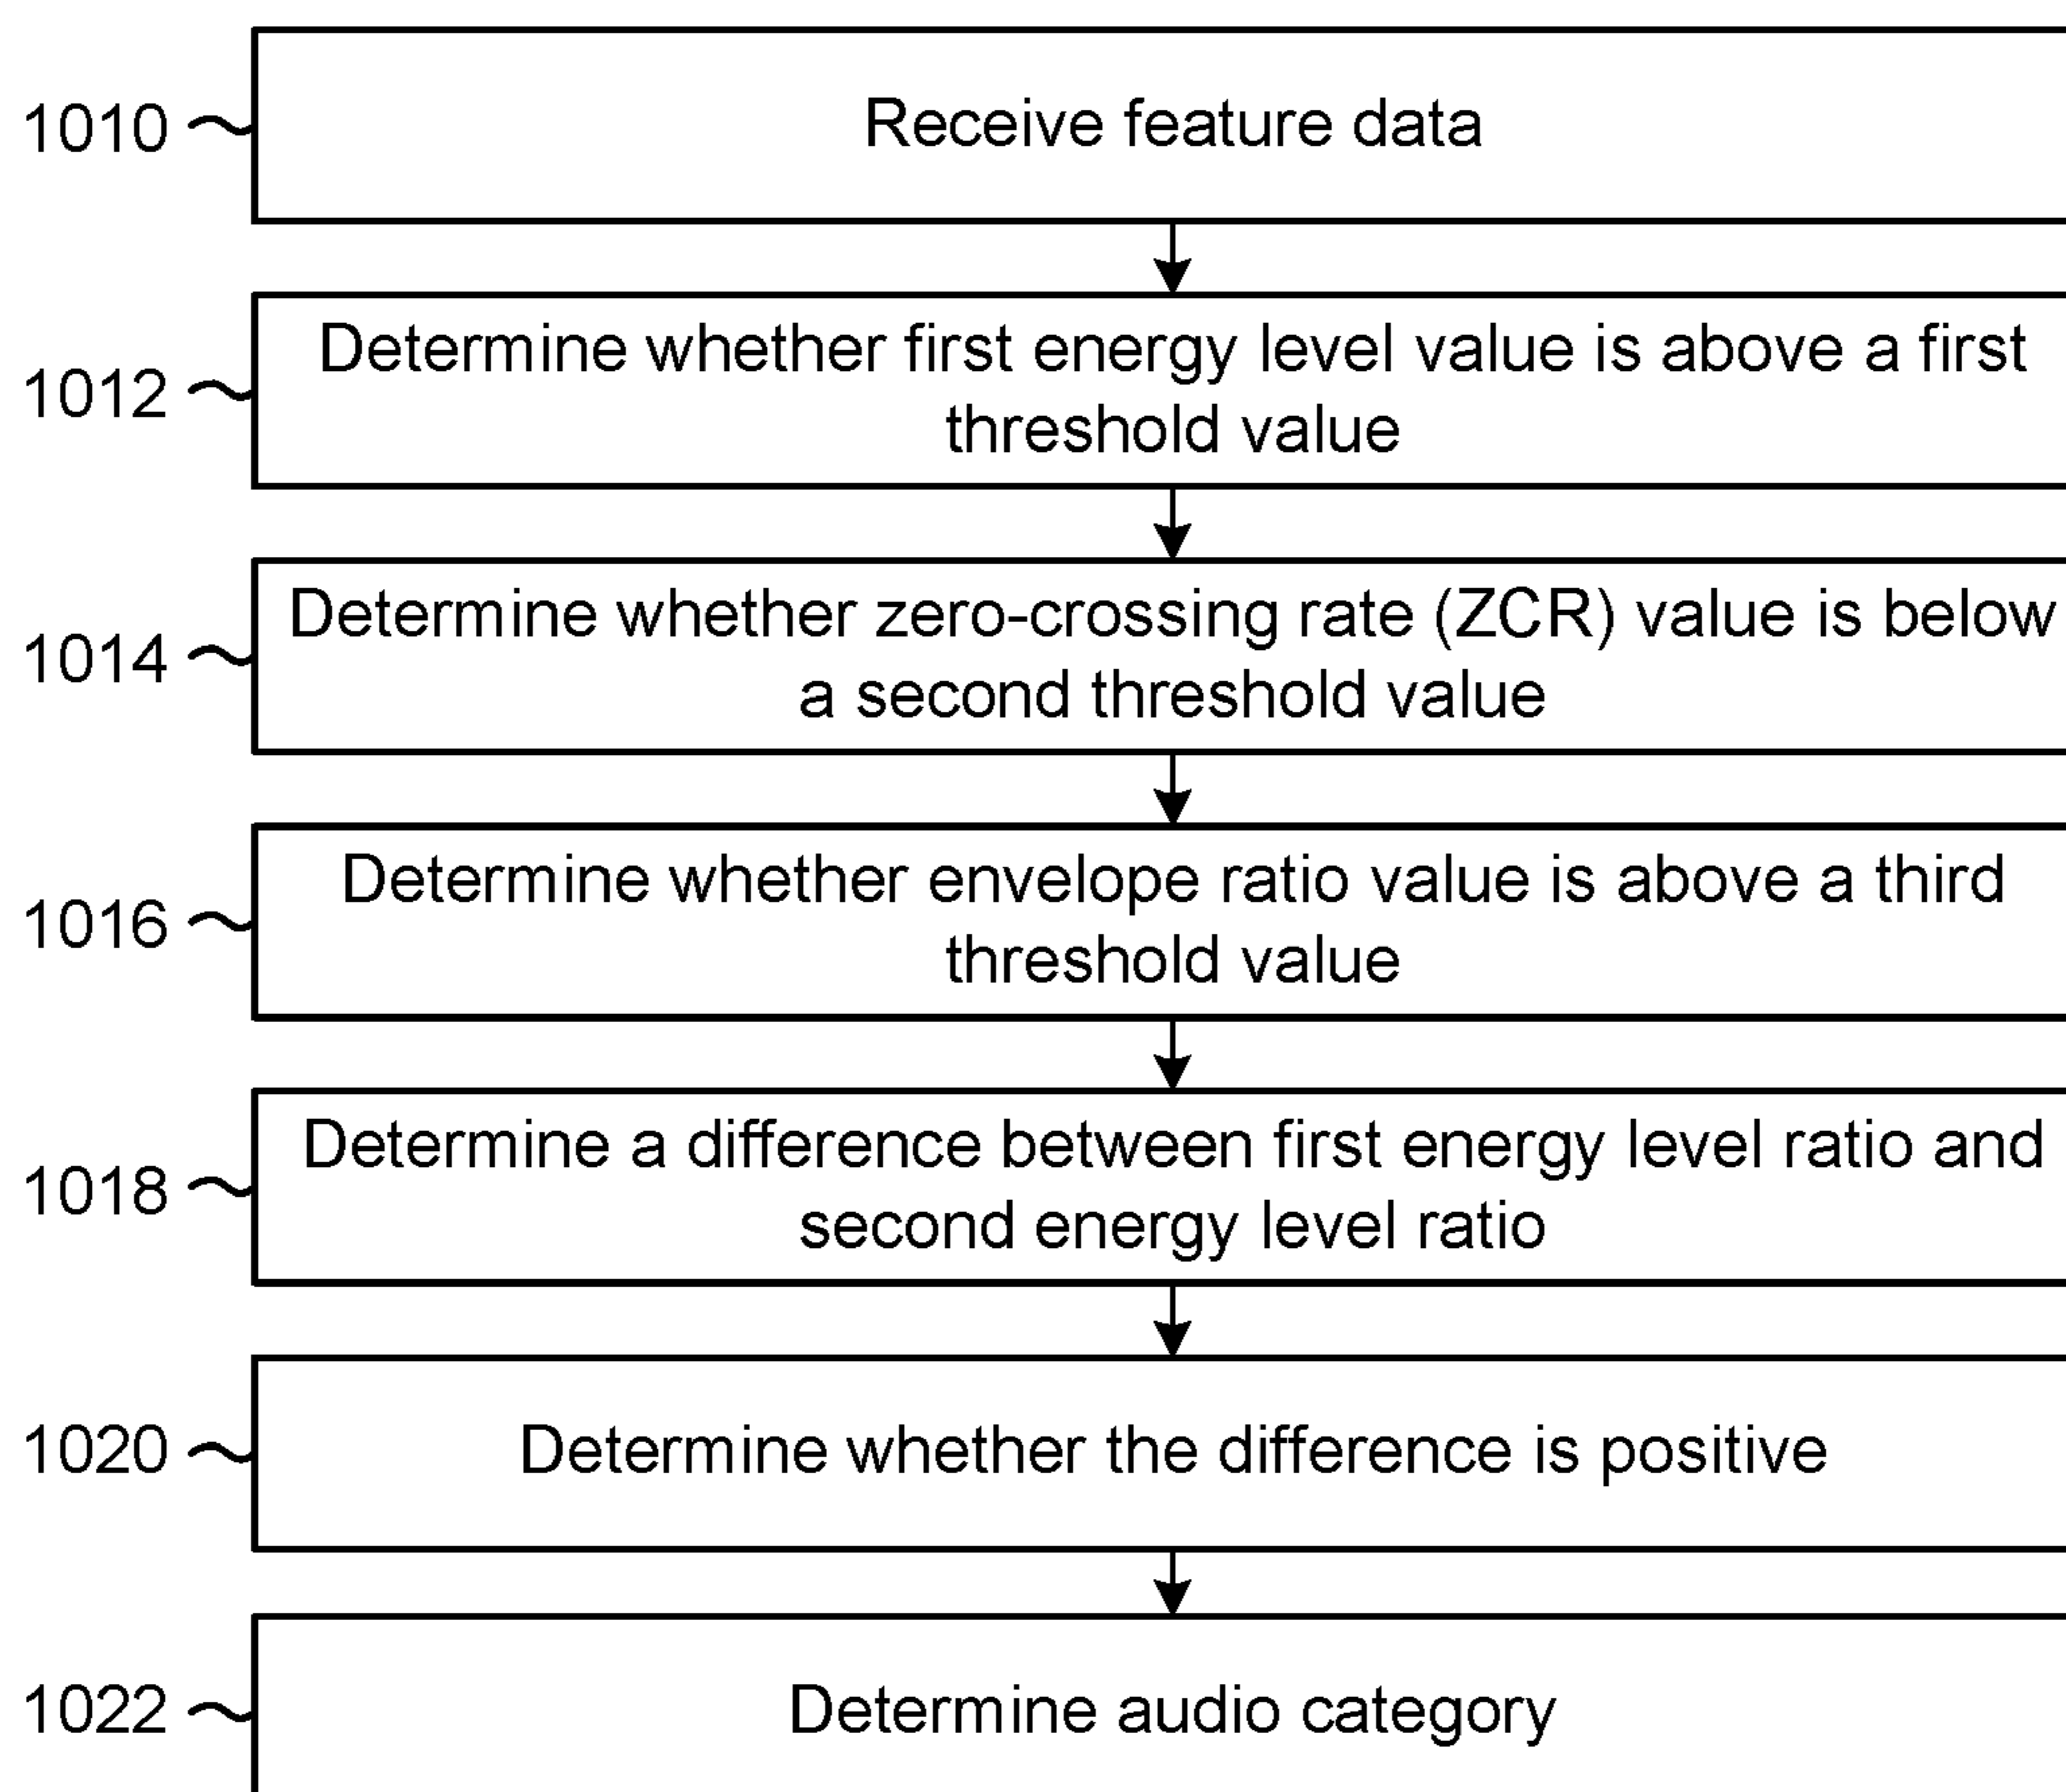 1010
Receive feature data
1012
Determine whether first energy level value is above a first
threshold value
1014
Determine whether zero-crossing rate (ZCR) value is below
a second threshold value
1016
Determine whether envelope ratio value is above a third
threshold value
1018
Determine a difference between first energy level ratio and
second energy level ratio
1020
Determine whether the difference is positive
1022
Determine audio category